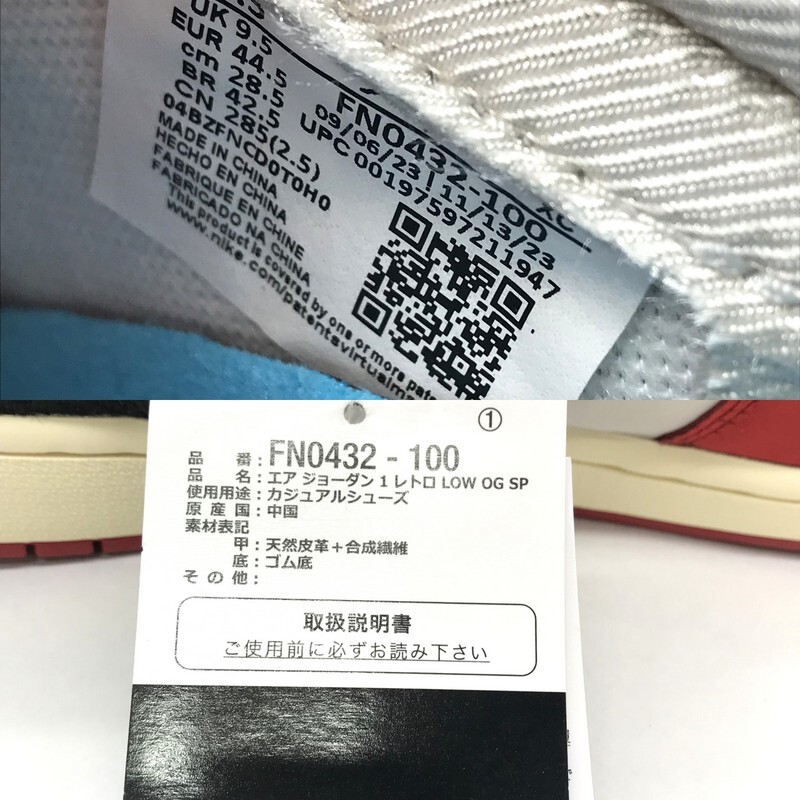 UK 9.5
EUR 44.5
cm 28.5
BR 42.5
CN 285(2.5)
04BZFNCD0T0H0
MADE IN CHINA
HECHO EN CHINA
FABRIQUE EN CHINE
FABRICADO NA CHINA
This product is covered by one or more
www.nike.com/patentsvirtualma
XC
FN0432-100
09/06/23 | 11/13/23
UPC 00197597211947
①
品番: FN0432 - 100
品名: エア ジョーダン 1 レトロ LOW OG SP
使用用途: カジュアルシューズ
原産国: 中国
素材表記
甲: 天然皮革+合成繊維
底: ゴム底
その他:
取扱説明書
ご使用前に必ずお読み下さい